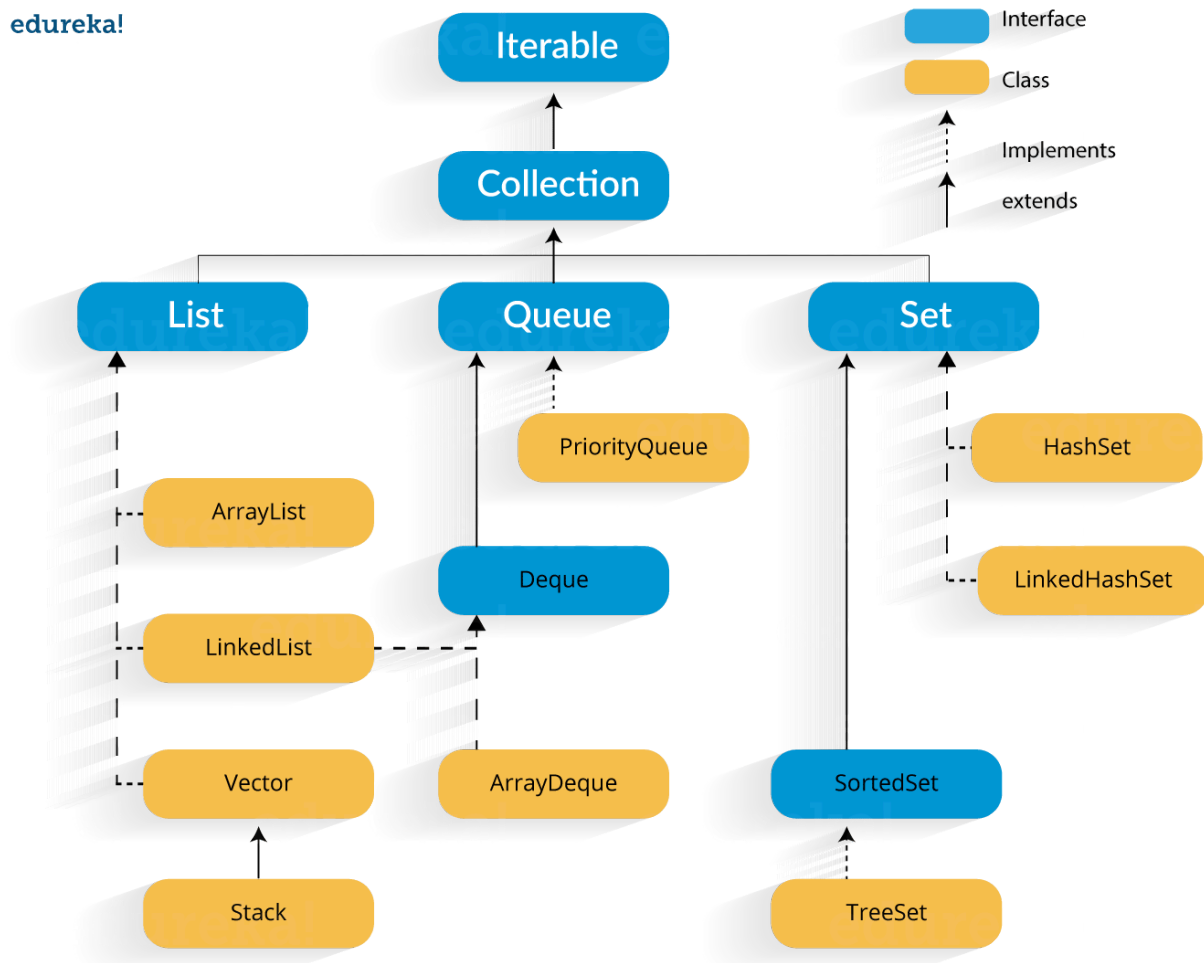 edureka!
Iterable
Interface
Class
Implements
extends
Collection
List
Queue
Set
PriorityQueue
HashSet
ArrayList
Deque
LinkedHashSet
LinkedList
Vector
ArrayDeque
SortedSet
Stack
TreeSet